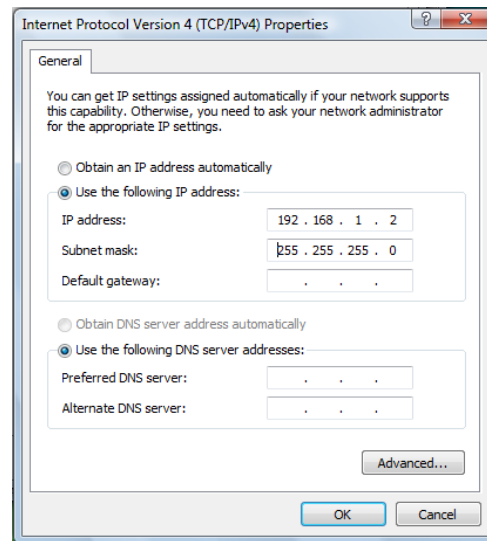 Internet Protocol Version 4 (TCP/IPv4) Properties
General
You can get IP settings assigned automatically if your network supports
this capability. Otherwise, you need to ask your network administrator
for the appropriate IP settings.
Obtain an IP address automatically
Use the following IP address:
IP address: 192 . 168 . 1 . 2
Subnet mask: 255 . 255 . 255 . 0
Default gateway: . . .
Obtain DNS server address automatically
Use the following DNS server addresses:
Preferred DNS server: . . .
Alternate DNS server: . . .
Advanced...
OK Cancel